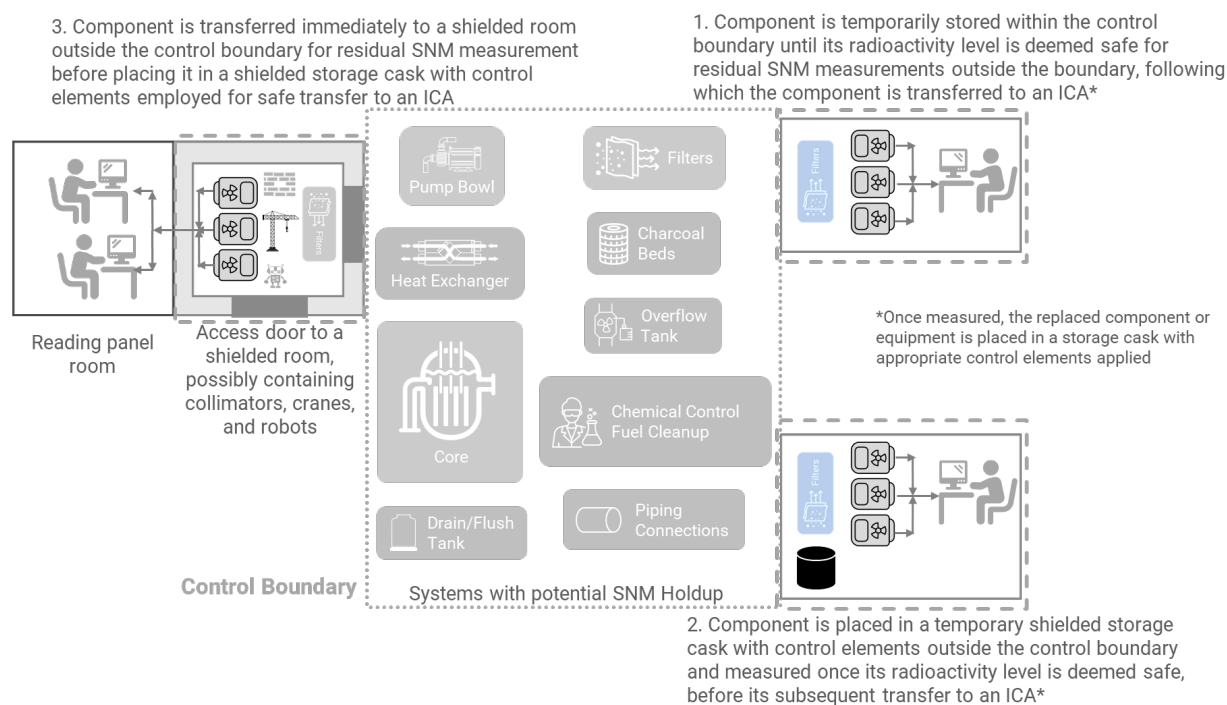 3. Component is transferred immediately to a shielded room
outside the control boundary for residual SNM measurement
before placing it in a shielded storage cask with control
elements employed for safe transfer to an ICA
1. Component is temporarily stored within the control
boundary until its radioactivity level is deemed safe for
residual SNM measurements outside the boundary, following
which the component is transferred to an ICA*
Reading panel
room
Filters
Access door to a
shielded room,
possibly containing
collimators, cranes,
and robots
Control Boundary
Pump Bowl
Filters
Heat Exchanger
Charcoal
Beds
Overflow
Tank
Core
Chemical Control
Fuel Cleanup
Drain/Flush
Tank
Piping
Connections
Systems with potential SNM Holdup
Filters
*Once measured, the replaced component or
equipment is placed in a storage cask with
appropriate control elements applied
Filters
2. Component is placed in a temporary shielded storage
cask with control elements outside the control boundary
and measured once its radioactivity level is deemed safe,
before its subsequent transfer to an ICA*